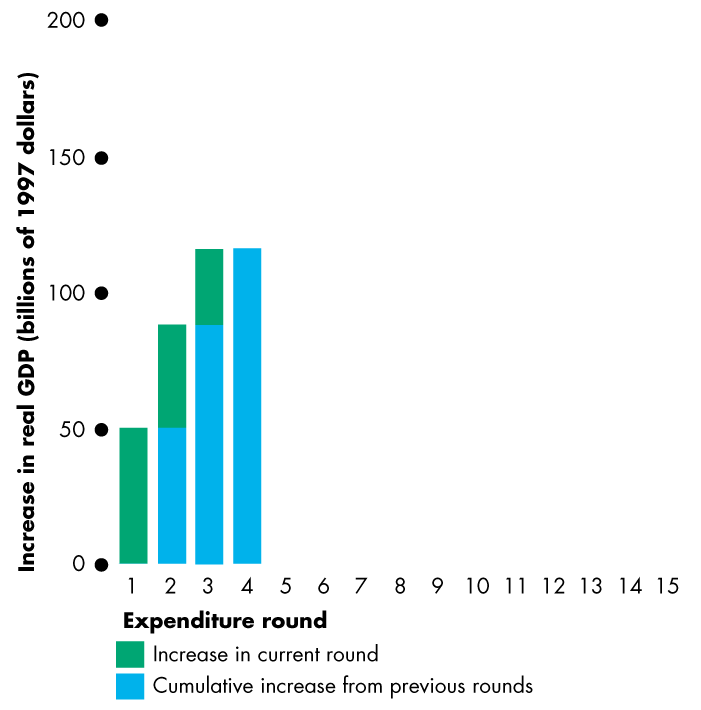 200
150
100
50
0
Increase in real GDP (billions of 1997 dollars)
1 2 3 4 5 6 7 8 9 10 11 12 13 14 15
Expenditure round
Increase in current round
Cumulative increase from previous rounds